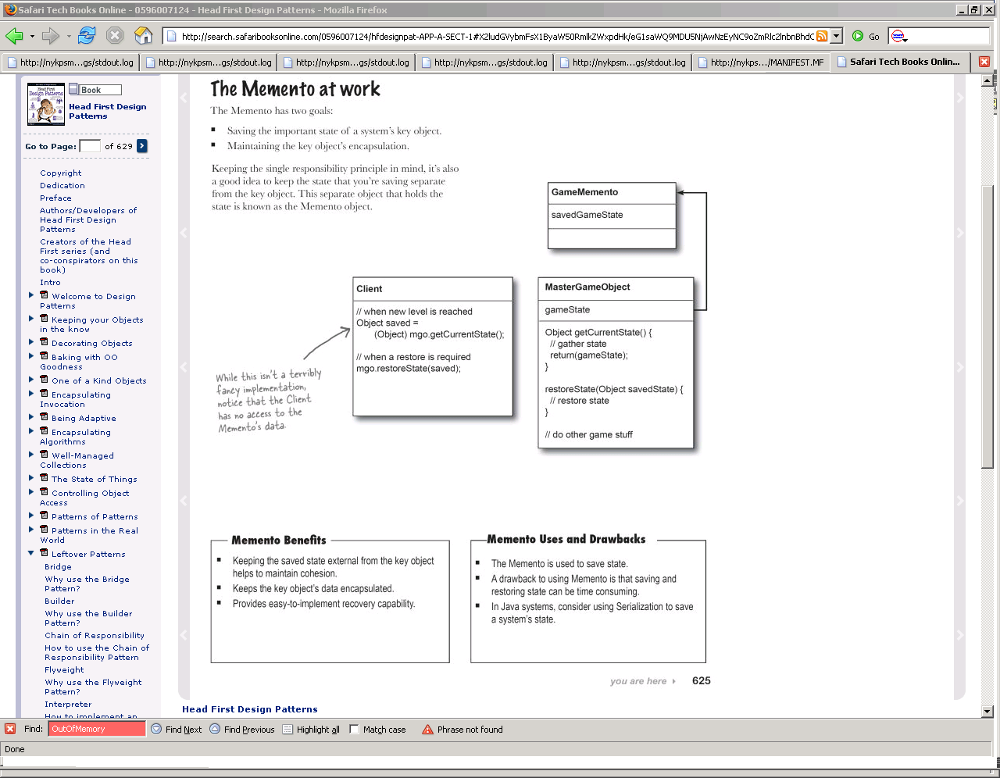 Safari Tech Books Online - 0596007124 - Head First Design Patterns - Mozilla Firefox
http://search.safaribooksonline.com/0596007124/hfdesignpat-APP-A-SECT-1#X2ludGVybmFsX1ByaW50RmlkZWxpdHk/eG1saWQ9MDU5NjAwNzEyNC9oZmRlc2lnbnBhdC
Go
http://nykpsm...gs/stdout.log
http://nykpsm...gs/stdout.log
http://nykpsm...gs/stdout.log
http://nykpsm...gs/stdout.log
http://nykpsm...gs/stdout.log
http://nykps.../MANIFEST.MF
Safari Tech Books Onlin...
Book
Head First Design
Patterns
Go to Page:
of 629
Copyright
Dedication
Preface
Authors/Developers of
Head First Design
Patterns
Creators of the Head
First series (and
co-conspirators on this
book)
Intro
Welcome to Design
Patterns
Keeping your Objects
in the know
Decorating Objects
Baking with OO
Goodness
One of a Kind Objects
Encapsulating
Invocation
Being Adaptive
Encapsulating
Algorithms
Well-Managed
Collections
The State of Things
Controlling Object
Access
Patterns of Patterns
Patterns in the Real
World
Leftover Patterns
Bridge
Why use the Bridge
Pattern?
Builder
Why use the Builder
Pattern?
Chain of Responsibility
How to use the Chain of
Responsibility Pattern
Flyweight
Why use the Flyweight
Pattern?
Interpreter
How to implement an
The Memento at work
The Memento has two goals:
Saving the important state of a system's key object.
Maintaining the key object's encapsulation.
Keeping the single responsibility principle in mind, it's also
a good idea to keep the state that you're saving separate
from the key object. This separate object that holds the
state is known as the Memento object.
GameMemento
savedGameState
Client
// when new level is reached
Object saved =
(Object) mgo.getCurrentState();
// when a restore is required
mgo.restoreState(saved);
MasterGameObject
gameState
Object getCurrentState() {
// gather state
return(gameState);
}
restoreState(Object savedState) {
// restore state
}
// do other game stuff
While this isn't a terribly
fancy implementation,
notice that the Client
has no access to the
Memento's data.
Memento Benefits
Keeping the saved state external from the key object
helps to maintain cohesion.
Keeps the key object's data encapsulated.
Provides easy-to-implement recovery capability.
Memento Uses and Drawbacks
The Memento is used to save state.
A drawback to using Memento is that saving and
restoring state can be time consuming.
In Java systems, consider using Serialization to save
a system's state.
you are here
625
Head First Design Patterns
Find:
OutOfMemory
Find Next
Find Previous
Highlight all
Match case
Phrase not found
Done